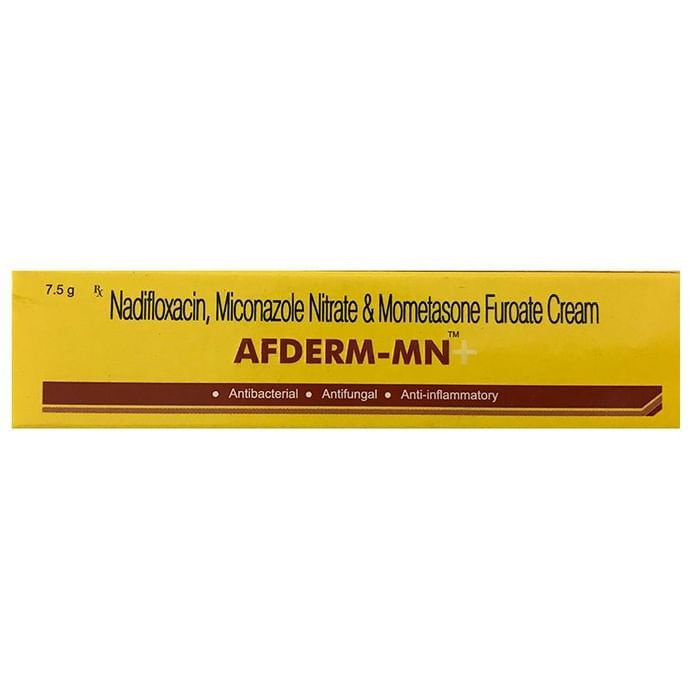 7.5 g ℞ Nadifloxacin, Miconazole Nitrate & Mometasone Furoate Cream
AFDERM-MN™+
• Antibacterial • Antifungal • Anti-inflammatory